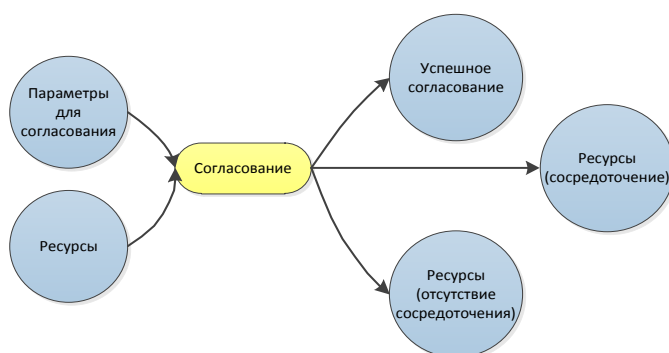 Параметры
для
согласования
Ресурсы
Согласование
Успешное
согласование
Ресурсы
(сосредоточение)
Ресурсы
(отсутствие
сосредоточения)